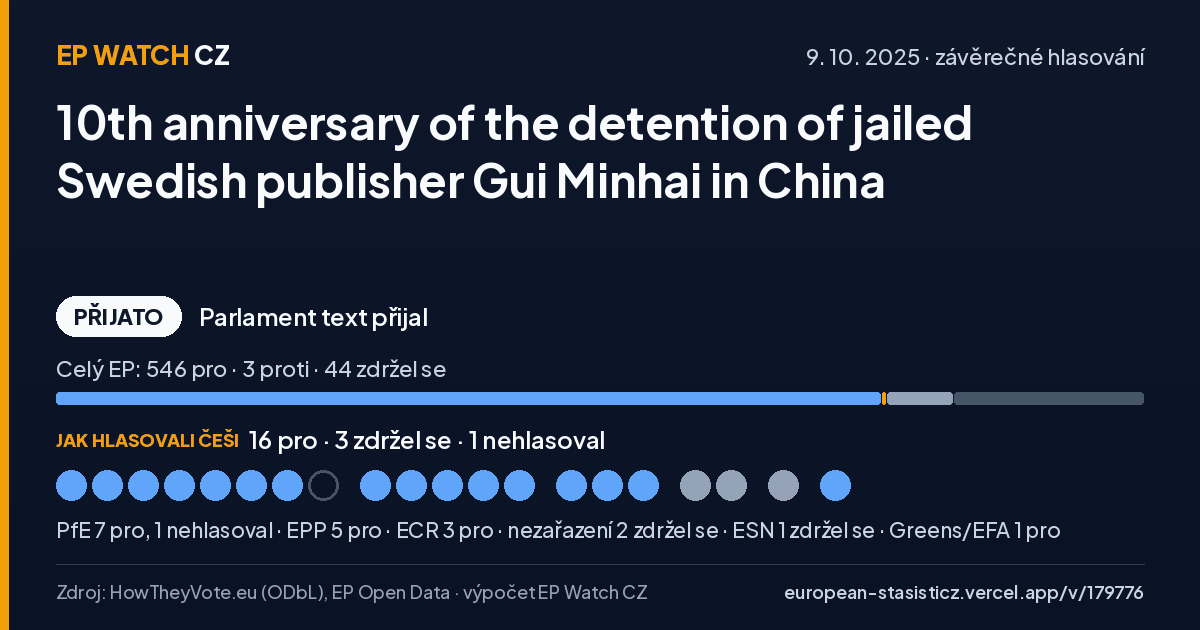 EP WATCH CZ
9. 10. 2025 · závěrečné hlasování
10th anniversary of the detention of jailed
Swedish publisher Gui Minhai in China
PŘIJATO Parlament text přijal
Celý EP: 546 pro · 3 proti · 44 zdržel se
JAK HLASOVALI ČEŠI 16 pro · 3 zdržel se · 1 nehlasoval
PfE 7 pro, 1 nehlasoval · EPP 5 pro · ECR 3 pro · nezařazení 2 zdržel se · ESN 1 zdržel se · Greens/EFA 1 pro
Zdroj: HowTheyVote.eu (ODbL), EP Open Data · výpočet EP Watch CZ
european-stasisticz.vercel.app/v/179776